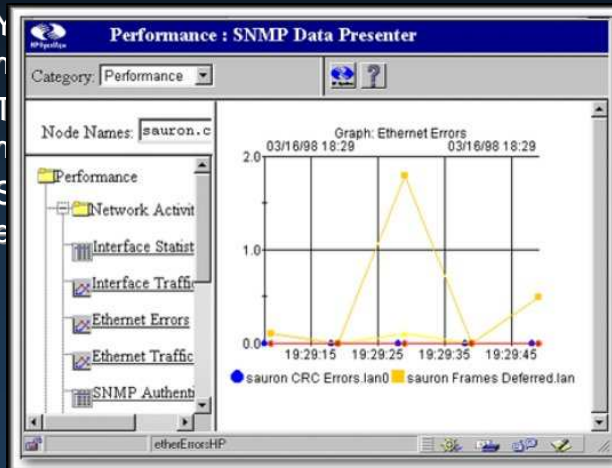 HP OpenView
Performance : SNMP Data Presenter
Category: Performance
?
Node Names: sauron.c
Performance
Network Activit
Interface Statist
Interface Traffic
Ethernet Errors
Ethernet Traffic
SNMP Authenti
Graph: Ethernet Errors
03/16/98 18:29 03/16/98 18:29
2.0
1.0
0.0
19:29:15 19:29:25 19:29:35 19:29:45
sauron CRC Errors.lan0 sauron Frames Deferred.lan
etherErrorsHP